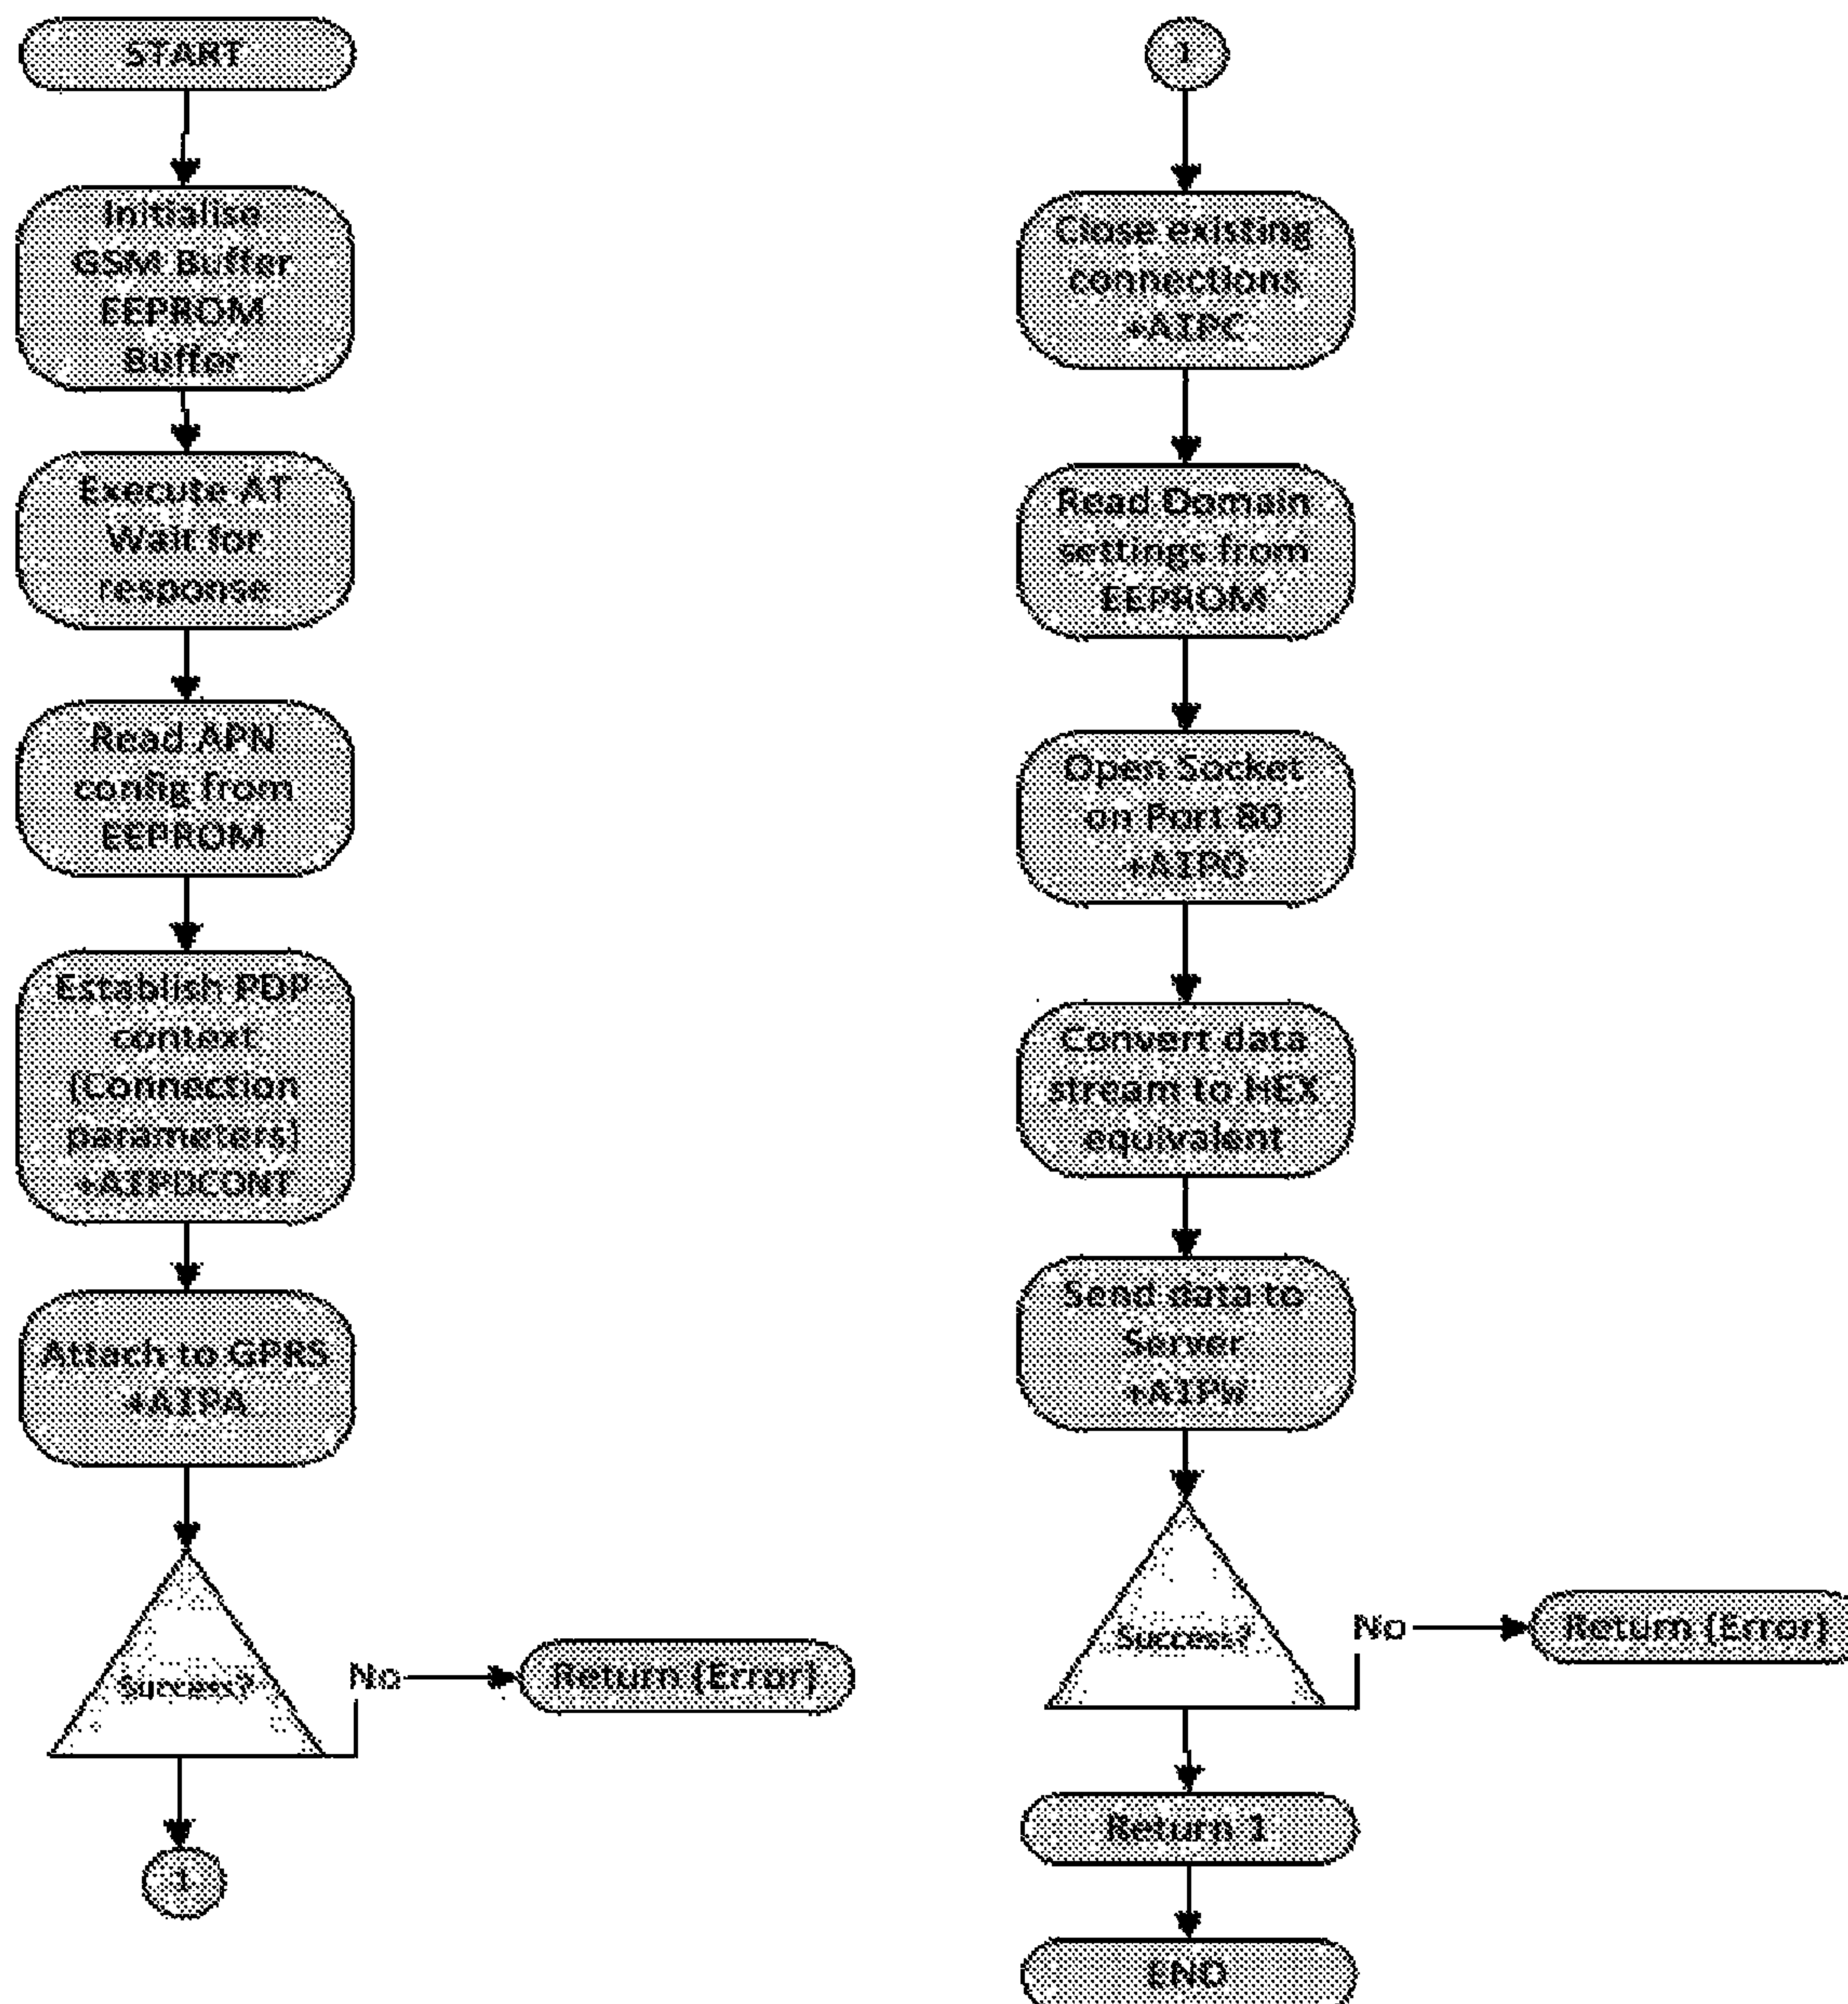 START
Initialise
GSM Buffer
EEPROM
Buffer
Execute AT
Wait for
response
Read APN
config from
EEPROM
Establish PDP
context
(Connection
parameters)
+AIPDCONT
Attach to GPRS
+AIPA
Success?
No
Return (Error)
1
1
Close existing
connections
+AIPC
Read Domain
settings from
EEPROM
Open Socket
on Port 80
+AIPO
Convert data
stream to HEX
equivalent
Send data to
Server
+AIPW
Success?
No
Return (Error)
Return 1
END